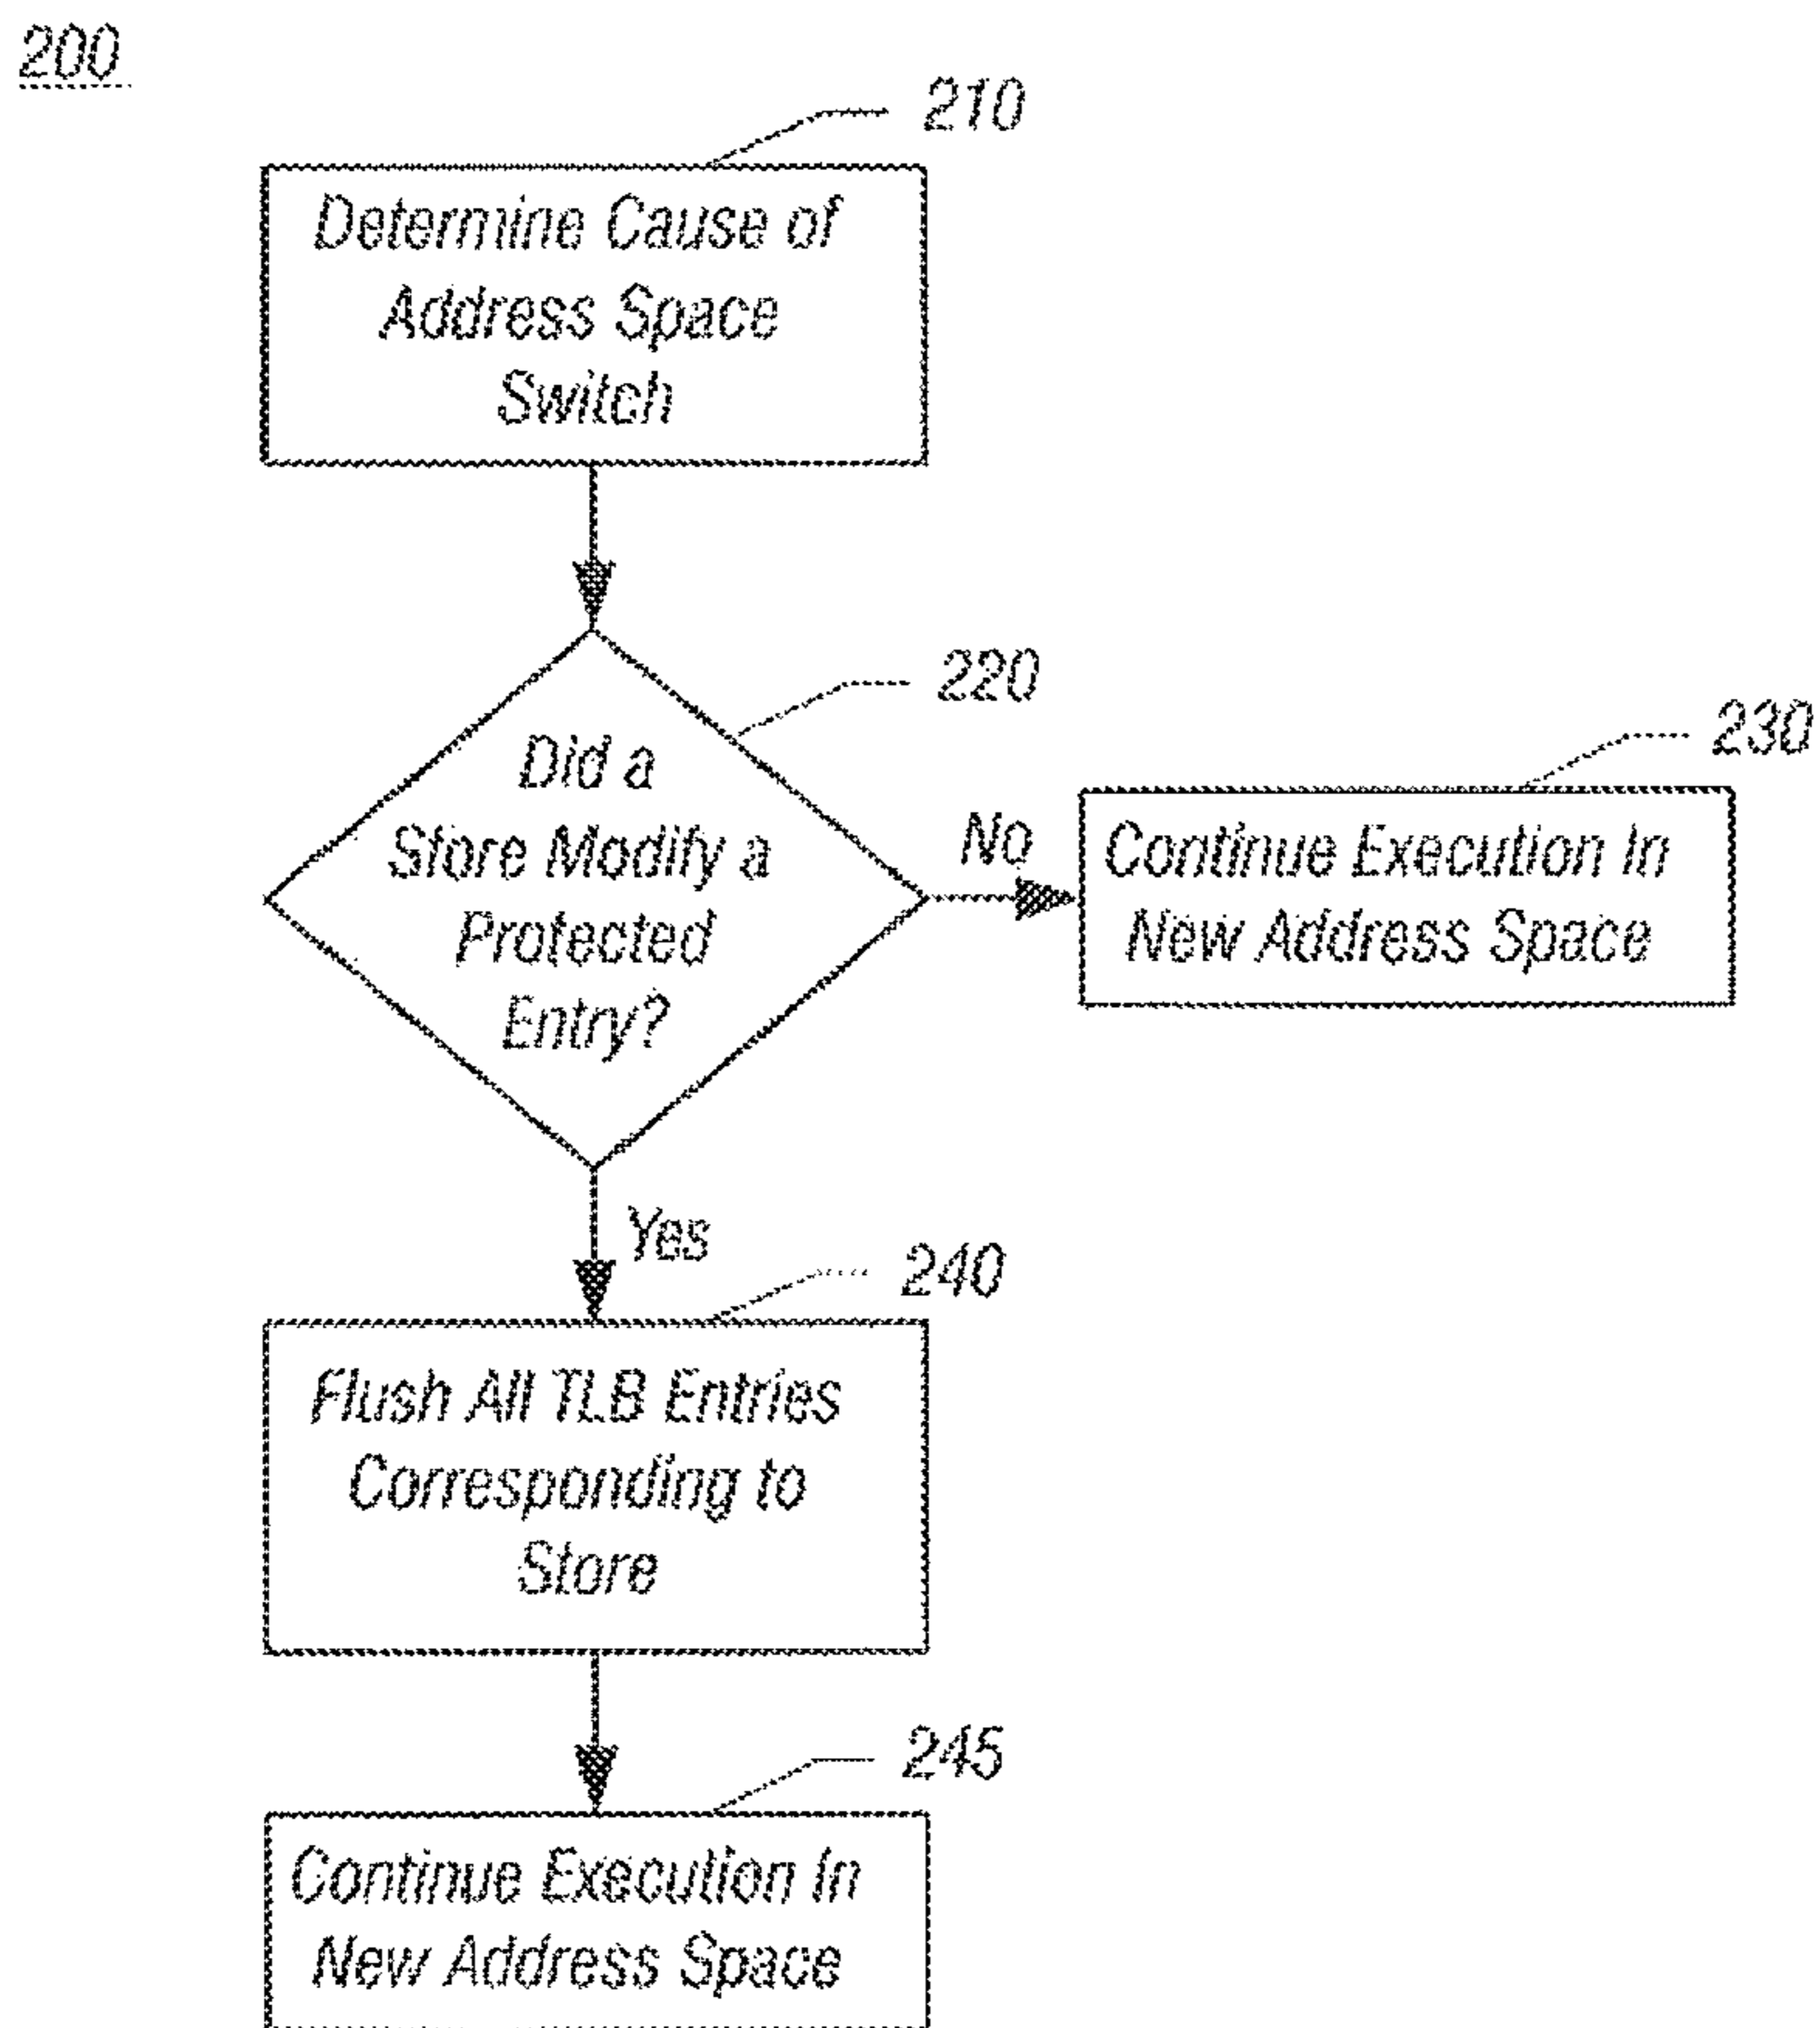 200
210
Determine Cause of
Address Space
Switch
220
Did a
Store Modify a
Protected
Entry?
No
230
Continue Execution In
New Address Space
Yes
240
Flush All TLB Entries
Corresponding to
Store
245
Continue Execution In
New Address Space